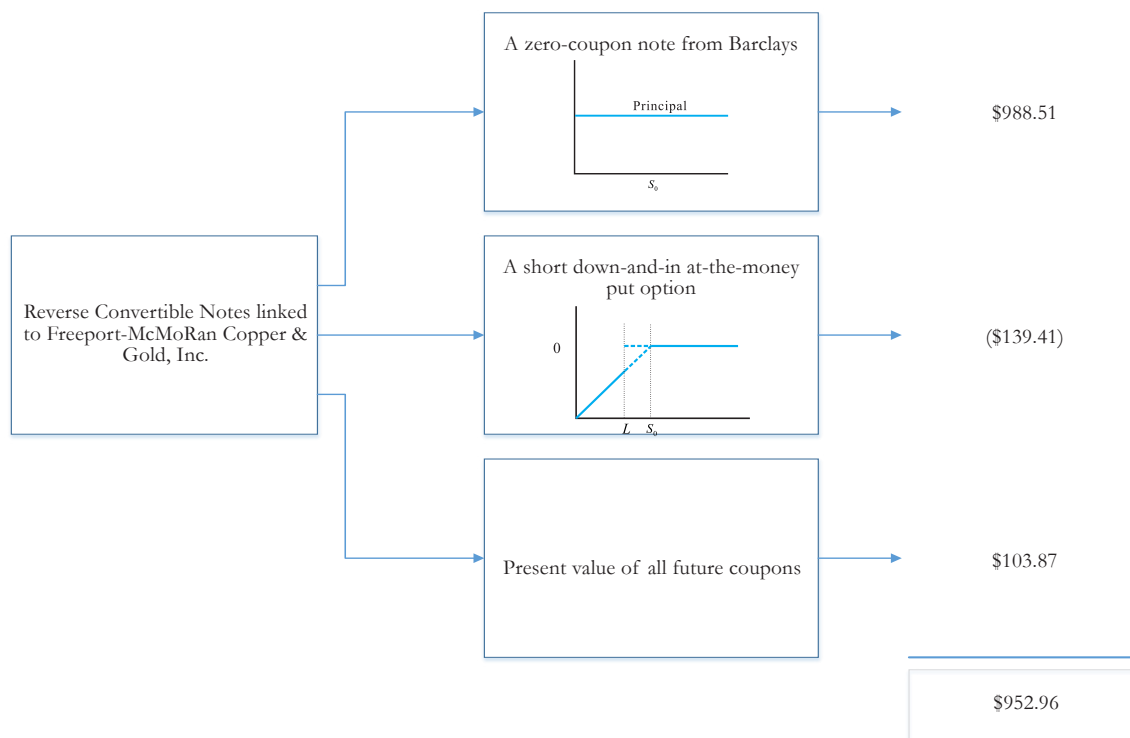 A zero-coupon note from Barclays
Principal
S₀
$988.51
Reverse Convertible Notes linked
to Freeport-McMoRan Copper &
Gold, Inc.
A short down-and-in at-the-money
put option
0
L S₀
($139.41)
Present value of all future coupons
$103.87
$952.96